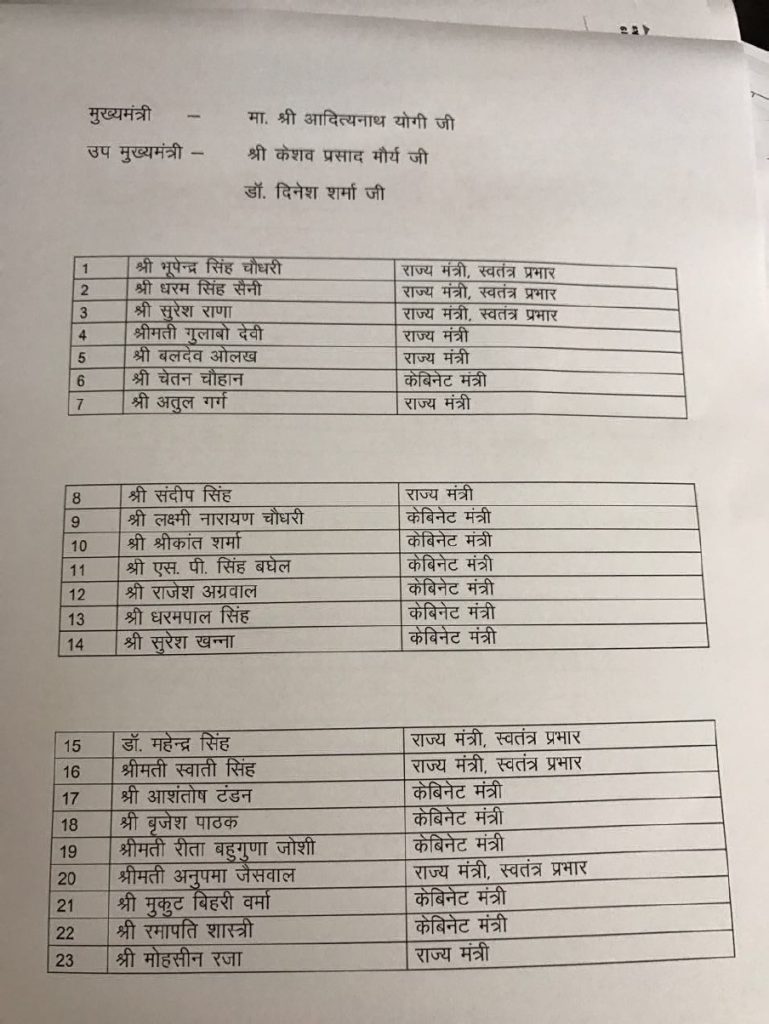 मुख्यमंत्री – मा. श्री आदित्यनाथ योगी जी
उप मुख्यमंत्री – श्री केशव प्रसाद मौर्य जी
डॉ. दिनेश शर्मा जी
1 श्री भूपेन्द्र सिंह चौधरी राज्य मंत्री, स्वतंत्र प्रभार
2 श्री धरम सिंह सैनी राज्य मंत्री, स्वतंत्र प्रभार
3 श्री सुरेश राणा राज्य मंत्री, स्वतंत्र प्रभार
4 श्रीमती गुलाबो देवी राज्य मंत्री
5 श्री बलदेव ओलख राज्य मंत्री
6 श्री चेतन चौहान केबिनेट मंत्री
7 श्री अतुल गर्ग राज्य मंत्री
8 श्री संदीप सिंह राज्य मंत्री
9 श्री लक्ष्मी नारायण चौधरी केबिनेट मंत्री
10 श्री श्रीकांत शर्मा केबिनेट मंत्री
11 श्री एस. पी. सिंह बघेल केबिनेट मंत्री
12 श्री राजेश अग्रवाल केबिनेट मंत्री
13 श्री धरमपाल सिंह केबिनेट मंत्री
14 श्री सुरेश खन्ना केबिनेट मंत्री
15 डॉ. महेन्द्र सिंह राज्य मंत्री, स्वतंत्र प्रभार
16 श्रीमती स्वाती सिंह राज्य मंत्री, स्वतंत्र प्रभार
17 श्री आशंतोष टंडन केबिनेट मंत्री
18 श्री बृजेश पाठक केबिनेट मंत्री
19 श्रीमती रीता बहुगुणा जोशी केबिनेट मंत्री
20 श्रीमती अनुपमा जैसवाल राज्य मंत्री, स्वतंत्र प्रभार
21 श्री मुकुट बिहरी वर्मा केबिनेट मंत्री
22 श्री रमापति शास्त्री केबिनेट मंत्री
23 श्री मोहसीन रजा राज्य मंत्री